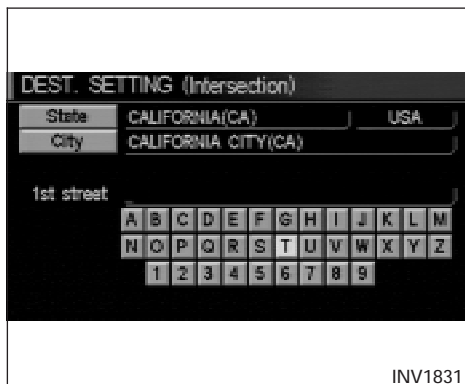 DEST. SETTING (Intersection)
State CALIFORNIA(CA) USA
City CALIFORNIA CITY(CA)
1st street _
A B C D E F G H I J K L M
N O P Q R S T U V W X Y Z
1 2 3 4 5 6 7 8 9
INV1831